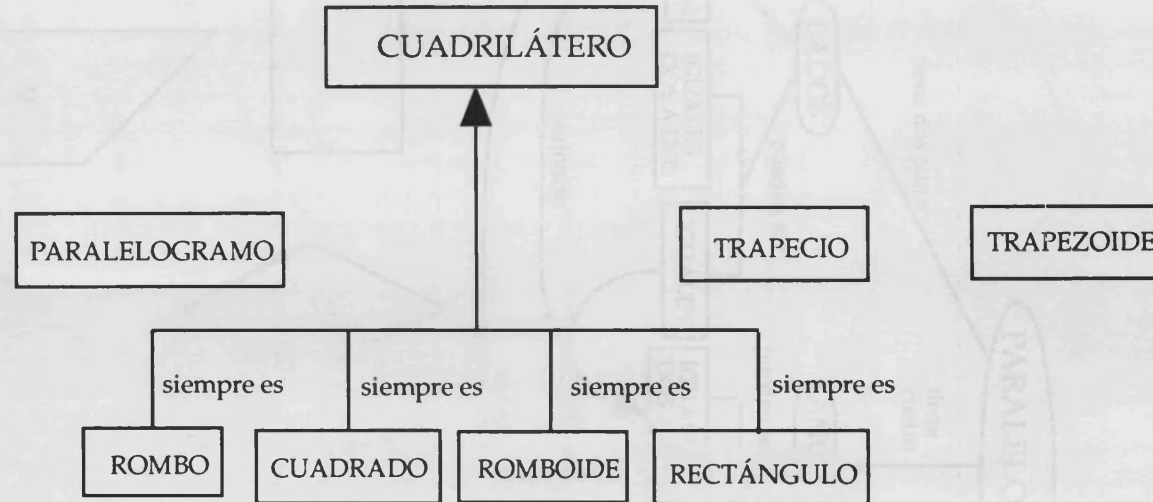 CUADRILÁTERO
PARALELOGRAMO
TRAPECIO
TRAPEZOIDE
siempre es
siempre es
siempre es
siempre es
ROMBO
CUADRADO
ROMBOIDE
RECTÁNGULO